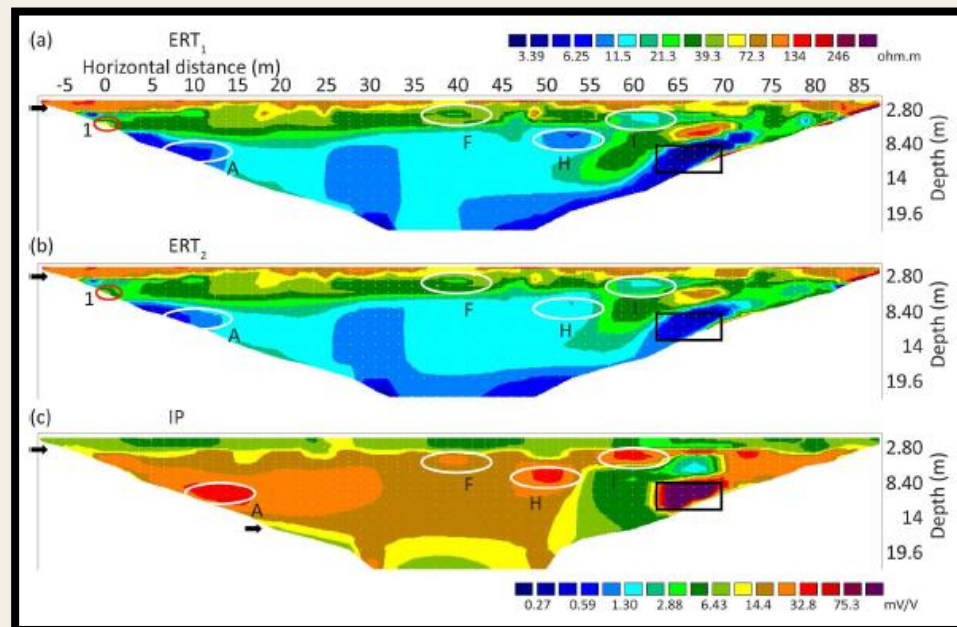 (a) ERT1
3.39 6.25 11.5 21.3 39.3 72.3 134 246 ohm.m
Horizontal distance (m)
-5 0 5 10 15 20 25 30 35 40 45 50 55 60 65 70 75 80 85
2.80
8.40
14
19.6
Depth (m)
1
A
F
H
I
(b) ERT2
2.80
8.40
14
19.6
Depth (m)
1
A
F
H
I
(c) IP
2.80
8.40
14
19.6
Depth (m)
A
F
H
I
0.27 0.59 1.30 2.88 6.43 14.4 32.8 75.3 mV/V